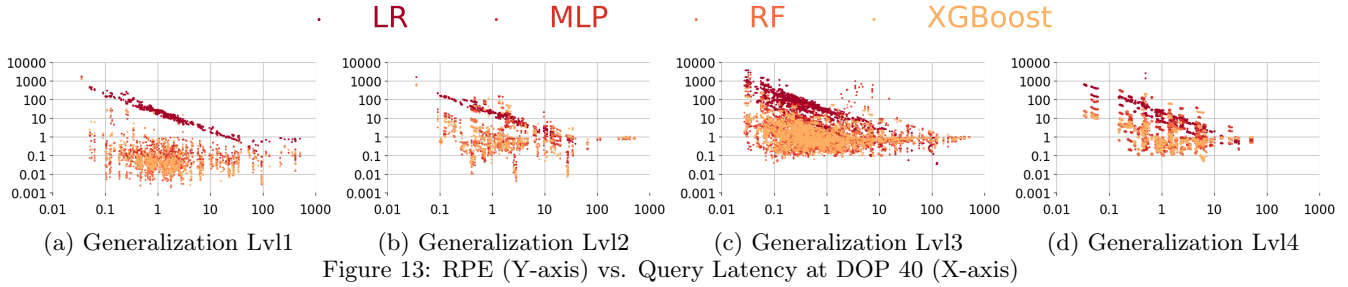 LR MLP RF XGBoost
10000 10000 10000 10000
1000 1000 1000 1000
100 100 100 100
10 10 10 10
1 1 1 1
0.1 0.1 0.1 0.1
0.01 0.01 0.01 0.01
0.001 0.001 0.001 0.001
0.01 0.1 1 10 100 1000 0.01 0.1 1 10 100 1000 0.01 0.1 1 10 100 1000 0.01 0.1 1 10 100 1000
(a) Generalization Lvl1 (b) Generalization Lvl2 (c) Generalization Lvl3 (d) Generalization Lvl4
Figure 13: RPE (Y-axis) vs. Query Latency at DOP 40 (X-axis)